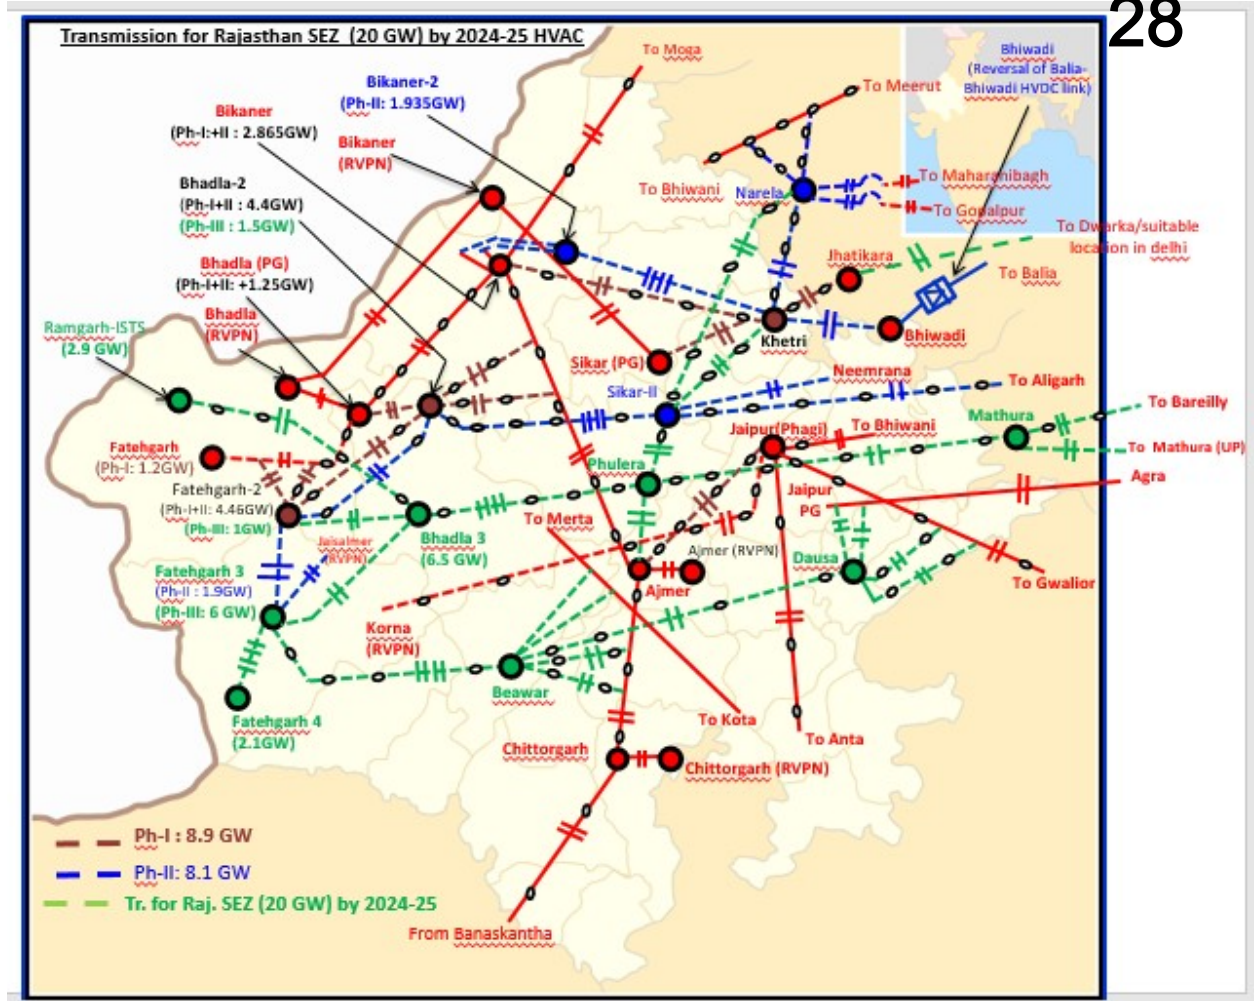 28
Transmission for Rajasthan SEZ (20 GW) by 2024-25 HVAC
To Moga
Bhiwadi
(Reversal of Balia-
Bhiwadi HVDC link)
Bikaner-2
(Ph-II: 1.935GW)
To Meerut
Bikaner
(Ph-I:+II : 2.865GW)
Bikaner
(RVPN)
To Bhiwani
Narela
To Maharanibagh
To Gopalpur
Bhadla-2
(Ph-I+II : 4.4GW)
(Ph-III : 1.5GW)
To Dwarka/suitable
location in delhi
Jhatikara
To Balia
Bhadla (PG)
(Ph-I+II: +1.25GW)
Bhadla
(RVPN)
Ramgarh-ISTS
(2.9 GW)
Khetri
Bhiwadi
Sikar (PG)
Neemrana
To Aligarh
Sikar-II
To Bareilly
Mathura
Jaipur(Phagi)
To Bhiwani
To Mathura (UP)
Fatehgarh
(Ph-I: 1.2GW)
Phulera
Agra
Fatehgarh-2
(Ph-I+II: 4.46GW)
(Ph-III: 1GW)
Jaipur
PG
To Merta
Jaisalmer
(RVPN)
Bhadla 3
(6.5 GW)
Ajmer (RVPN)
Dausa
Fatehgarh 3
(Ph-II : 1.9GW)
(Ph-III: 6 GW)
Ajmer
To Gwalior
Korna
(RVPN)
Beawar
Fatehgarh 4
(2.1GW)
To Kota
To Anta
Chittorgarh
Chittorgarh (RVPN)
Ph-I : 8.9 GW
Ph-II: 8.1 GW
Tr. for Raj. SEZ (20 GW) by 2024-25
From Banaskantha